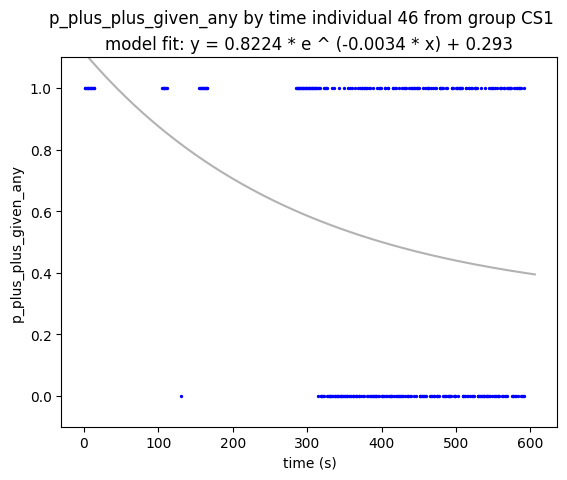 p_plus_plus_given_any by time individual 46 from group CS1
model fit: y = 0.8224 * e ^ (-0.0034 * x) + 0.293
p_plus_plus_given_any
1.0
0.8
0.6
0.4
0.2
0.0
0 100 200 300 400 500 600
time (s)